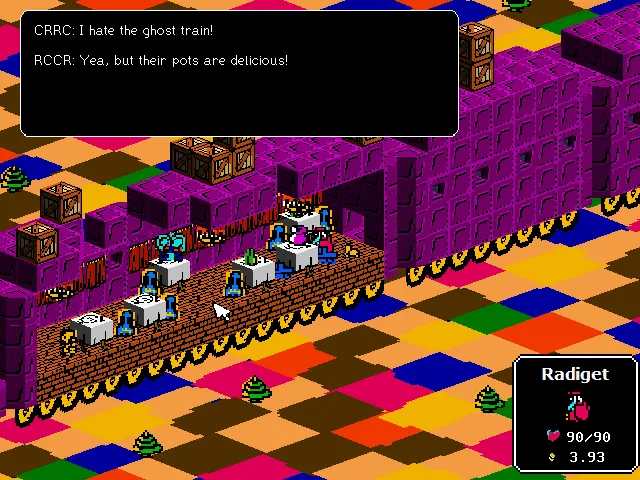 CRRC: I hate the ghost train!
RCCR: Yea, but their pots are delicious!
Radiget
90/90
3.93